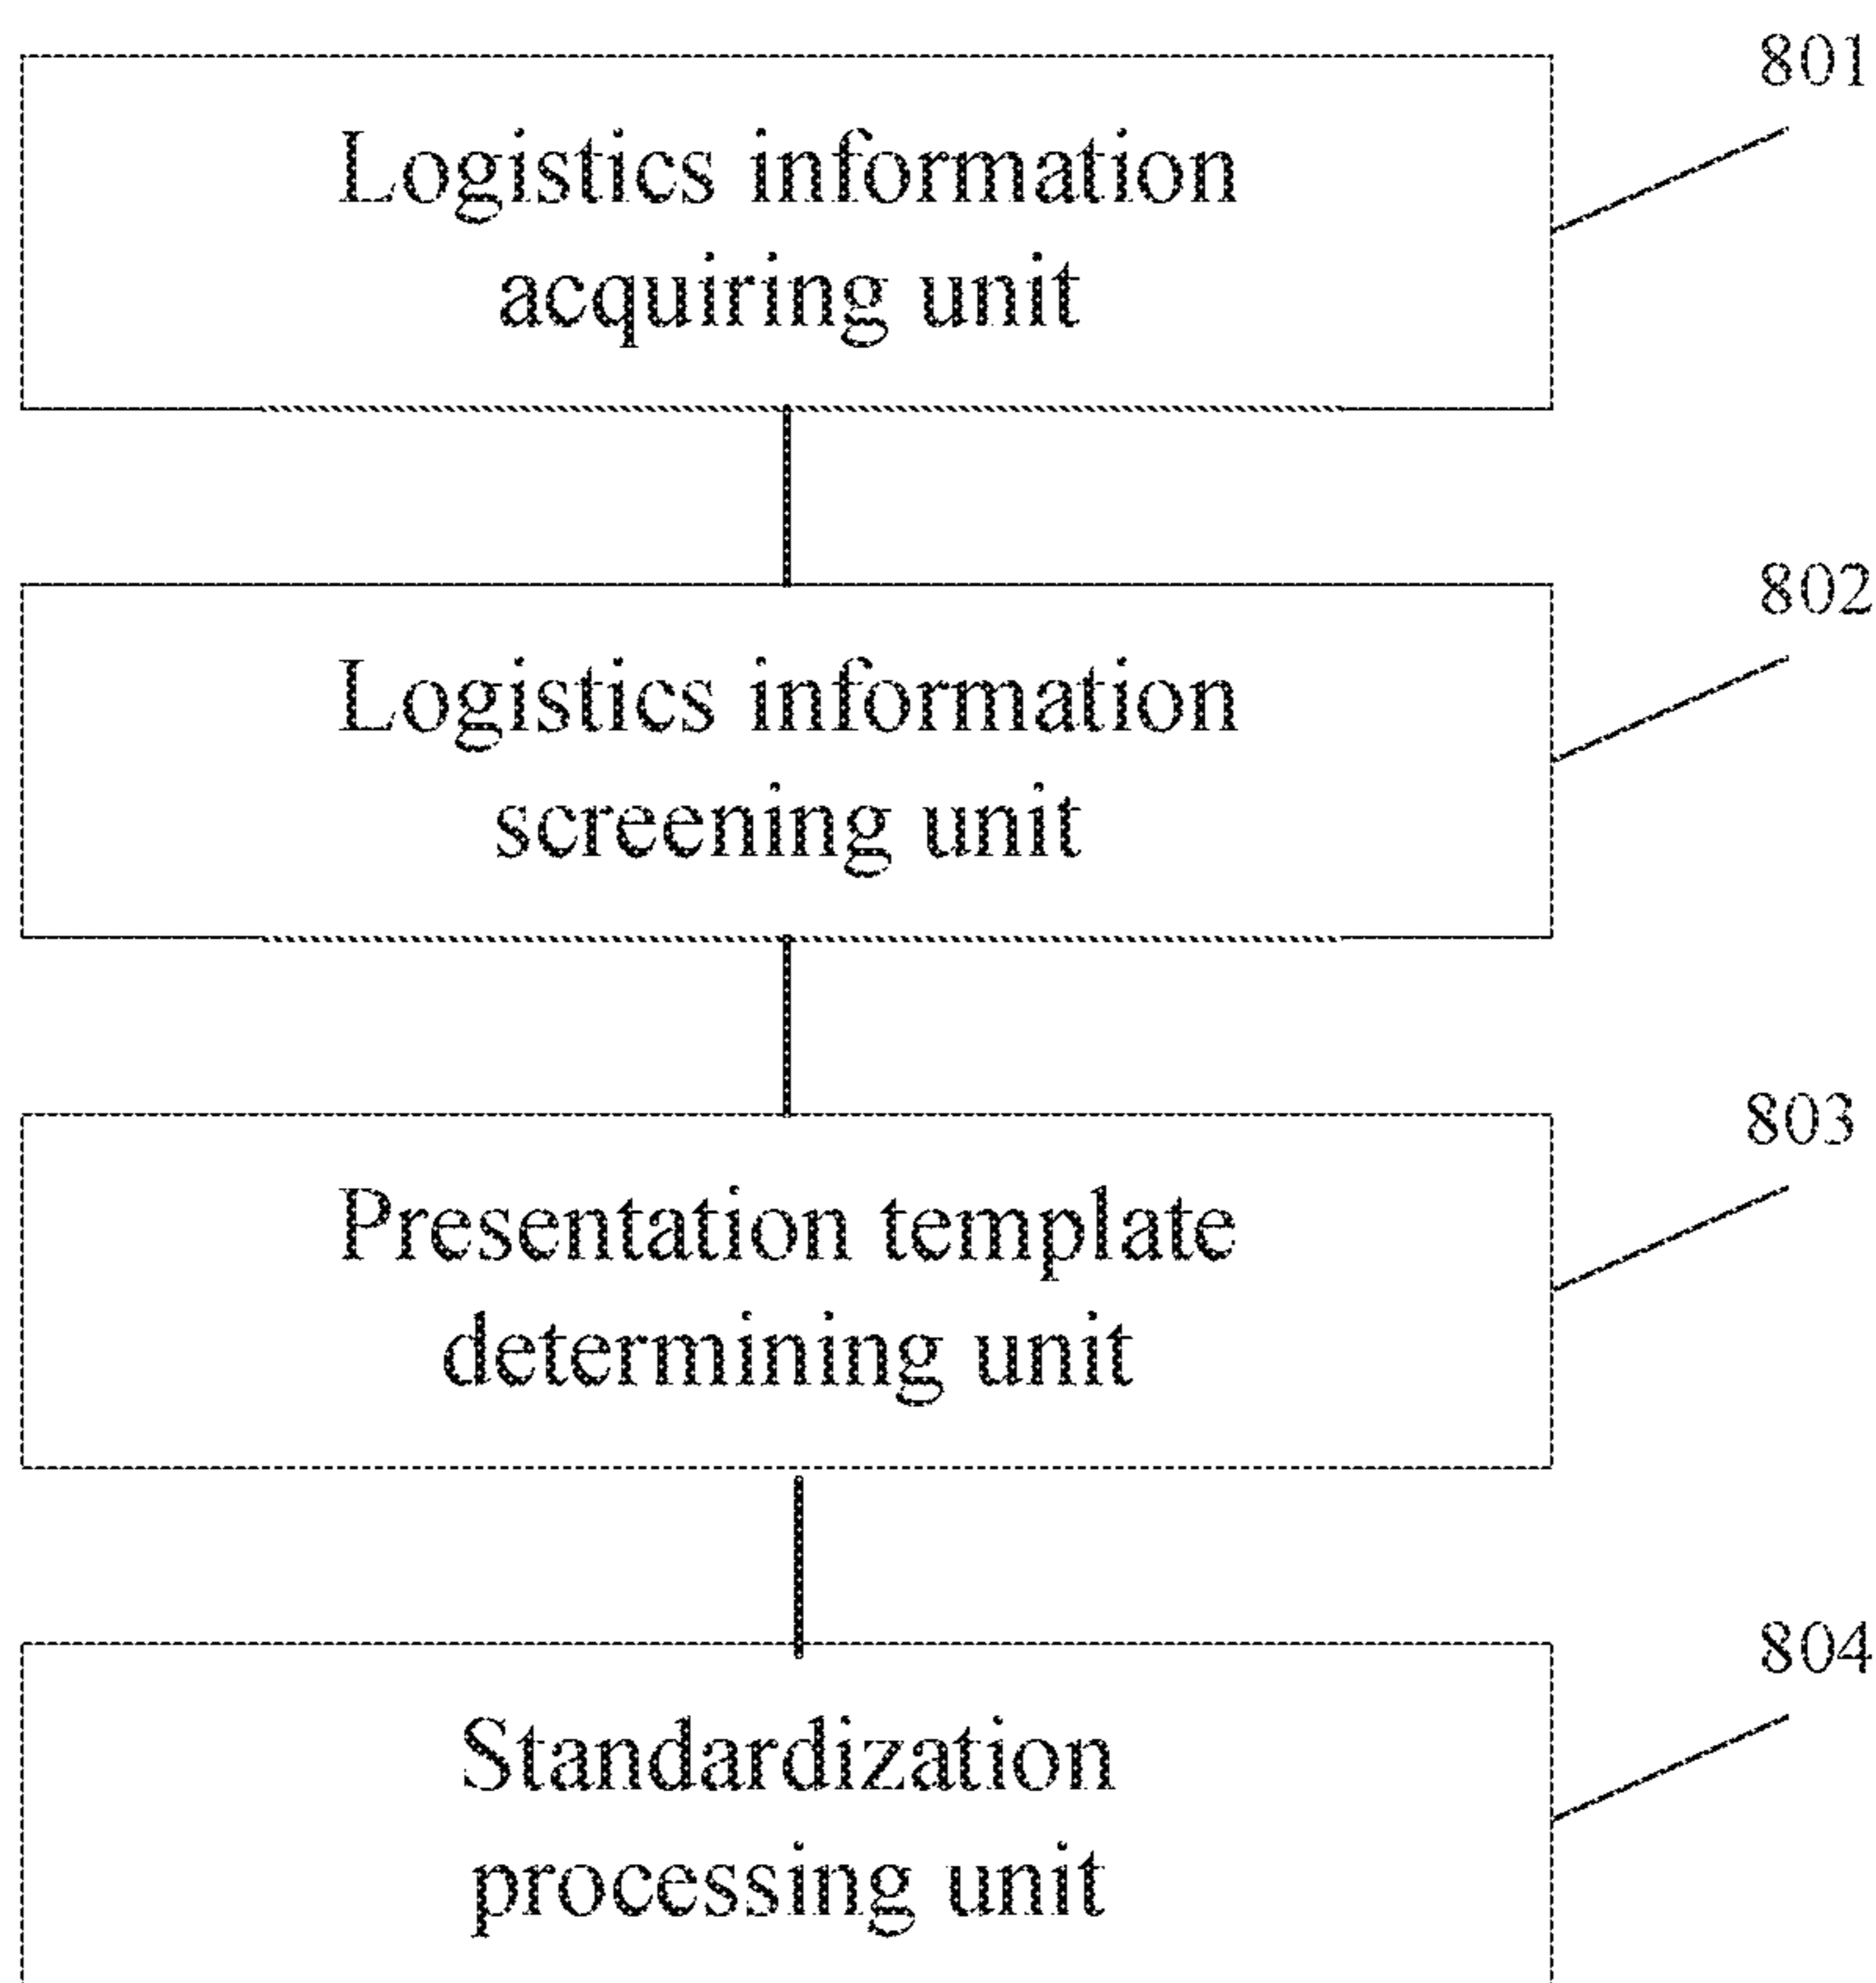 801
Logistics information
acquiring unit
802
Logistics information
screening unit
803
Presentation template
determining unit
804
Standardization
processing unit